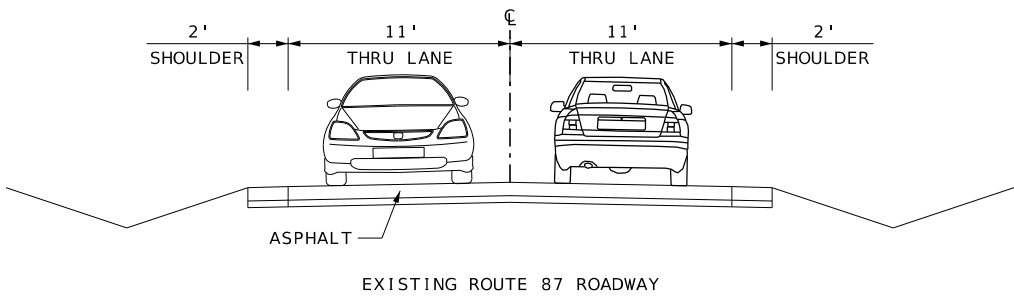 ℄
2' 11' 11' 2'
SHOULDER THRU LANE THRU LANE SHOULDER
ASPHALT
EXISTING ROUTE 87 ROADWAY